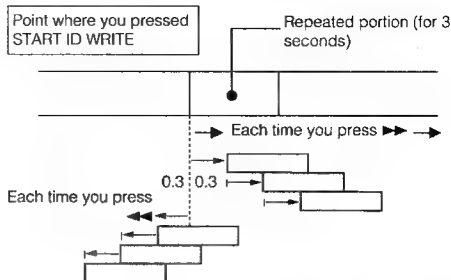 Point where you pressed
START ID WRITE
Repeated portion (for 3
seconds)
Each time you press ►►
0.3 0.3
Each time you press
◄◄